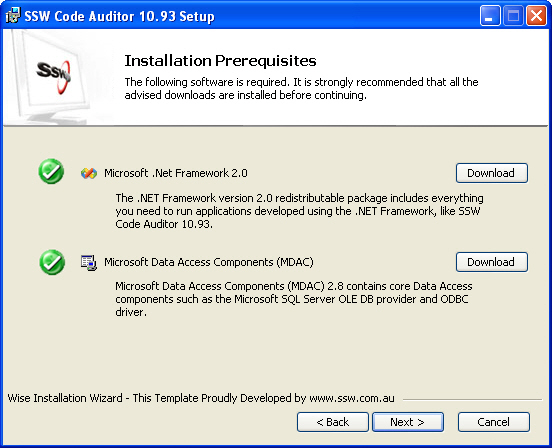 SSW Code Auditor 10.93 Setup
SSW
Installation Prerequisites
The following software is required. It is strongly recommended that all the
advised downloads are installed before continuing.
Microsoft .Net Framework 2.0
Download
The .NET Framework version 2.0 redistributable package includes everything
you need to run applications developed using the .NET Framework, like SSW
Code Auditor 10.93.
Microsoft Data Access Components (MDAC)
Download
Microsoft Data Access Components (MDAC) 2.8 contains core Data Access
components such as the Microsoft SQL Server OLE DB provider and ODBC
driver.
Wise Installation Wizard - This Template Proudly Developed by www.ssw.com.au
< Back
Next >
Cancel